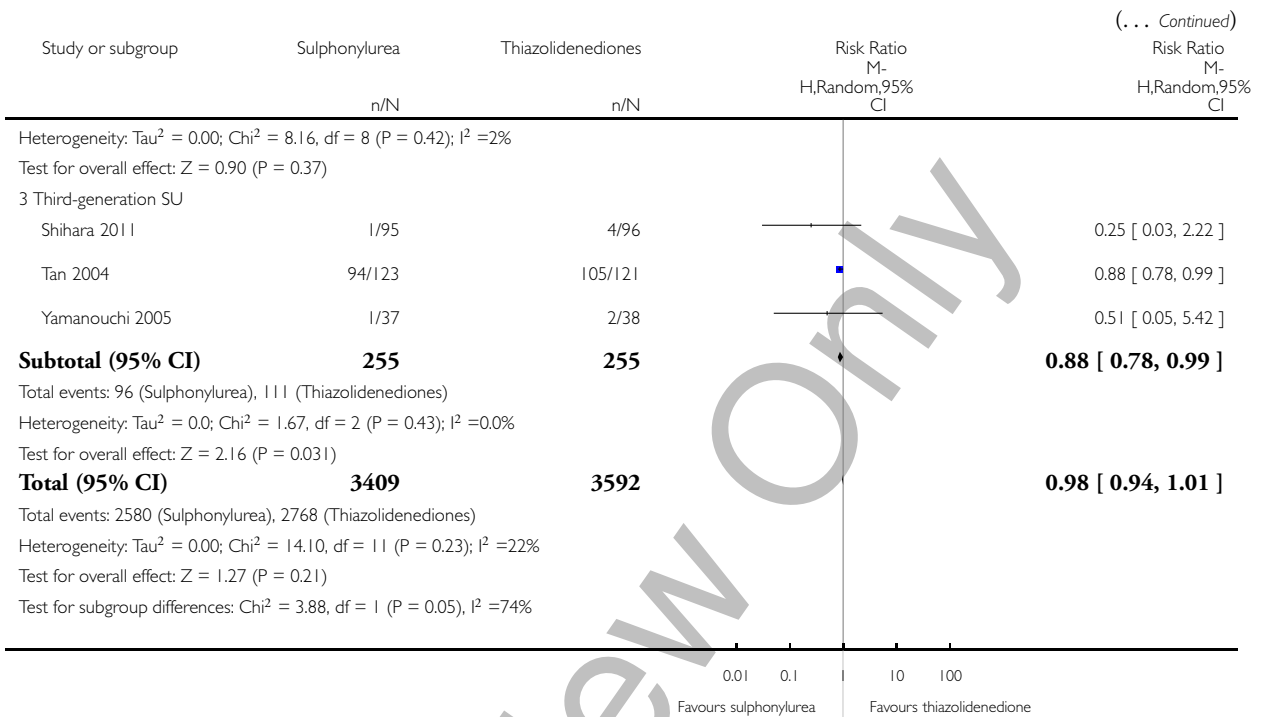 (... Continued)
Study or subgroup Sulphonylurea Thiazolidenediones Risk Ratio Risk Ratio
M- M-
H,Random,95% H,Random,95%
n/N n/N CI CI
Heterogeneity: Tau² = 0.00; Chi² = 8.16, df = 8 (P = 0.42); I² =2%
Test for overall effect: Z = 0.90 (P = 0.37)
3 Third-generation SU
Shihara 2011 1/95 4/96 0.25 [ 0.03, 2.22 ]
Tan 2004 94/123 105/121 0.88 [ 0.78, 0.99 ]
Yamanouchi 2005 1/37 2/38 0.51 [ 0.05, 5.42 ]
Subtotal (95% CI) 255 255 0.88 [ 0.78, 0.99 ]
Total events: 96 (Sulphonylurea), 111 (Thiazolidenediones)
Heterogeneity: Tau² = 0.0; Chi² = 1.67, df = 2 (P = 0.43); I² =0.0%
Test for overall effect: Z = 2.16 (P = 0.031)
Total (95% CI) 3409 3592 0.98 [ 0.94, 1.01 ]
Total events: 2580 (Sulphonylurea), 2768 (Thiazolidenediones)
Heterogeneity: Tau² = 0.00; Chi² = 14.10, df = 11 (P = 0.23); I² =22%
Test for overall effect: Z = 1.27 (P = 0.21)
Test for subgroup differences: Chi² = 3.88, df = 1 (P = 0.05), I² =74%
0.01 0.1 1 10 100
Favours sulphonylurea Favours thiazolidenedione
Only